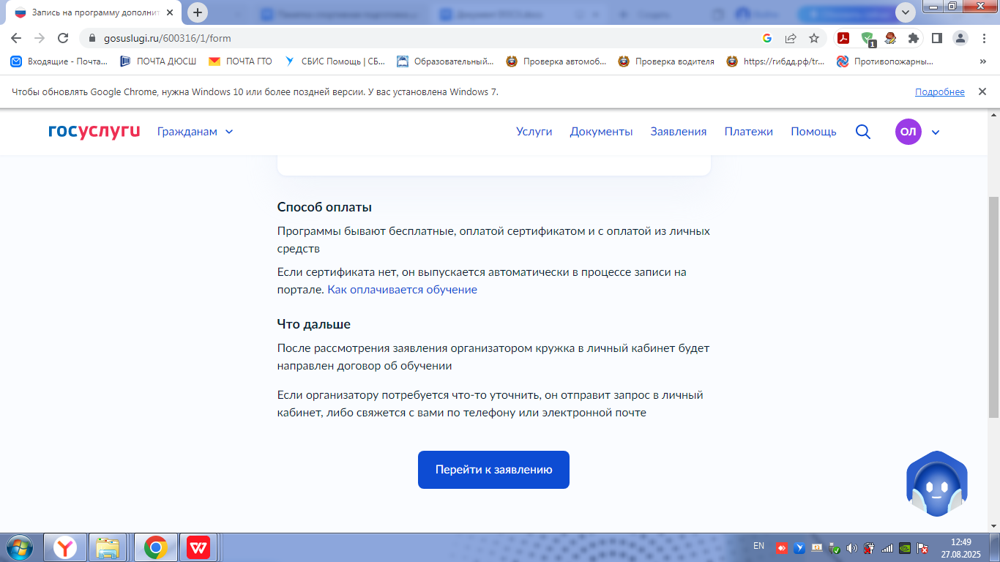 Запись на программу дополнит
gosuslugi.ru/600316/1/form
1
Входящие - Почта...
ПОЧТА ДЮСШ
ПОЧТА ГТО
СБИС Помощь | СБ...
Образовательный...
Проверка автомоб...
Проверка водителя
https://гибдд.рф/tr...
Противопожарны...
»
Чтобы обновлять Google Chrome, нужна Windows 10 или более поздней версии. У вас установлена Windows 7.
Подробнее
госуслуги
Гражданам
Услуги
Документы
Заявления
Платежи
Помощь
ОЛ
Способ оплаты
Программы бывают бесплатные, оплатой сертификатом и с оплатой из личных
средств
Если сертификата нет, он выпускается автоматически в процессе записи на
портале. Как оплачивается обучение
Что дальше
После рассмотрения заявления организатором кружка в личный кабинет будет
направлен договор об обучении
Если организатору потребуется что-то уточнить, он отправит запрос в личный
кабинет, либо свяжется с вами по телефону или электронной почте
Перейти к заявлению
EN
12:49
27.08.2025